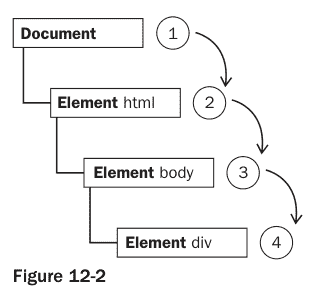 Document 1
Element html 2
Element body 3
Element div 4
Figure 12-2